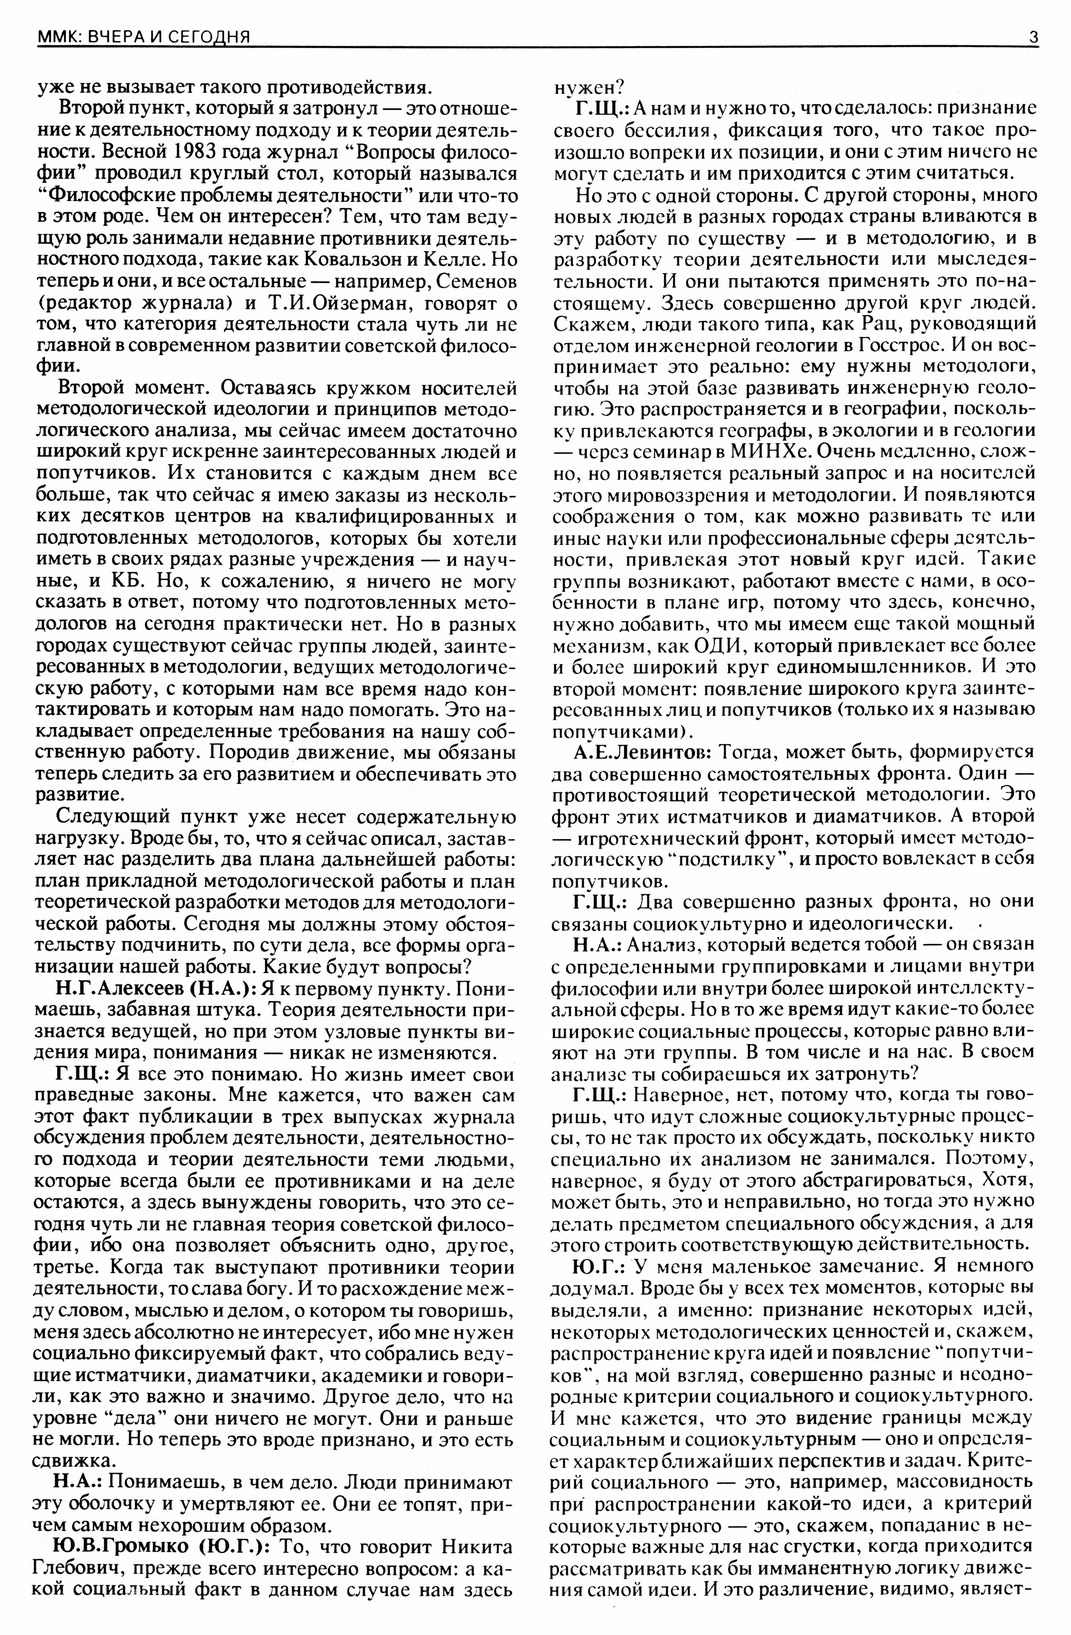 ММК: ВЧЕРА И СЕГОДНЯ 3
уже не вызывает такого противодействия.
Второй пункт, который я затронул — это отноше-
ние к деятельностному подходу и к теории деятель-
ности. Весной 1983 года журнал “Вопросы филосо-
фии” проводил круглый стол, который назывался
“Философские проблемы деятельности” или что-то
в этом роде. Чем он интересен? Тем, что там веду-
щую роль занимали недавние противники деятель-
ностного подхода, такие как Ковальзон и Келле. Но
теперь и они, и все остальные — например, Семенов
(редактор журнала) и Т.И.Ойзерман, говорят о
том, что категория деятельности стала чуть ли не
главной в современном развитии советской филосо-
фии.
Второй момент. Оставаясь кружком носителей
методологической идеологии и принципов методо-
логического анализа, мы сейчас имеем достаточно
широкий круг искренне заинтересованных людей и
попутчиков. Их становится с каждым днем все
больше, так что сейчас я имею заказы из несколь-
ких десятков центров на квалифицированных и
подготовленных методологов, которых бы хотели
иметь в своих рядах разные учреждения — и науч-
ные, и КБ. Но, к сожалению, я ничего не могу
сказать в ответ, потому что подготовленных мето-
дологов на сегодня практически нет. Но в разных
городах существуют сейчас группы людей, заинте-
ресованных в методологии, ведущих методологиче-
скую работу, с которыми нам все время надо кон-
тактировать и которым нам надо помогать. Это на-
кладывает определенные требования на нашу соб-
ственную работу. Породив движение, мы обязаны
теперь следить за его развитием и обеспечивать это
развитие.
Следующий пункт уже несет содержательную
нагрузку. Вроде бы, то, что я сейчас описал, застав-
ляет нас разделить два плана дальнейшей работы:
план прикладной методологической работы и план
теоретической разработки методов для методологи-
ческой работы. Сегодня мы должны этому обстоя-
тельству подчинить, по сути дела, все формы орга-
низации нашей работы. Какие будут вопросы?
Н.Г.Алексеев (Н.А.): Я к первому пункту. Пони-
маешь, забавная штука. Теория деятельности при-
знается ведущей, но при этом узловые пункты ви-
дения мира, понимания — никак не изменяются.
Г.Щ.: Я все это понимаю. Но жизнь имеет свои
праведные законы. Мне кажется, что важен сам
этот факт публикации в трех выпусках журнала
обсуждения проблем деятельности, деятельностно-
го подхода и теории деятельности теми людьми,
которые всегда были ее противниками и на деле
остаются, а здесь вынуждены говорить, что это се-
годня чуть ли не главная теория советской филосо-
фии, ибо она позволяет объяснить одно, другое,
третье. Когда так выступают противники теории
деятельности, то слава богу. И то расхождение меж-
ду словом, мыслью и делом, о котором ты говоришь,
меня здесь абсолютно не интересует, ибо мне нужен
социально фиксируемый факт, что собрались веду-
щие истматчики, диаматчики, академики и говори-
ли, как это важно и значимо. Другое дело, что на
уровне “дела” они ничего не могут. Они и раньше
не могли. Но теперь это вроде признано, и это есть
сдвижка.
Н.А.: Понимаешь, в чем дело. Люди принимают
эту оболочку и умертвляют ее. Они ее топят, при-
чем самым нехорошим образом.
Ю.В.Громыко (Ю.Г.): То, что говорит Никита
Глебович, прежде всего интересно вопросом: а ка-
кой социальный факт в данном случае нам здесь
нужен?
Г.Щ.: А нам и нужно то, что сделалось: признание
своего бессилия, фиксация того, что такое про-
изошло вопреки их позиции, и они с этим ничего не
могут сделать и им приходится с этим считаться.
Но это с одной стороны. С другой стороны, много
новых людей в разных городах страны вливаются в
эту работу по существу — и в методологию, и в
разработку теории деятельности или мыследея-
тельности. И они пытаются применять это по-на-
стоящему. Здесь совершенно другой круг людей.
Скажем, люди такого типа, как Рац, руководящий
отделом инженерной геологии в Госстрое. И он вос-
принимает это реально: ему нужны методологи,
чтобы на этой базе развивать инженерную геоло-
гию. Это распространяется и в географии, посколь-
ку привлекаются географы, в экологии и в геологии
— через семинар в МИНХе. Очень медленно, слож-
но, но появляется реальный запрос и на носителей
этого мировоззрения и методологии. И появляются
соображения о том, как можно развивать те или
иные науки или профессиональные сферы деятель-
ности, привлекая этот новый круг идей. Такие
группы возникают, работают вместе с нами, в осо-
бенности в плане игр, потому что здесь, конечно,
нужно добавить, что мы имеем еще такой мощный
механизм, как ОДИ, который привлекает все более
и более широкий круг единомышленников. И это
второй момент: появление широкого круга заинте-
ресованных лиц и попутчиков (только их я называю
попутчиками).
А.Е.Левинтов: Тогда, может быть, формируется
два совершенно самостоятельных фронта. Один —
противостоящий теоретической методологии. Это
фронт этих истматчиков и диаматчиков. А второй
— игротехнический фронт, который имеет методо-
логическую “подстилку”, и просто вовлекает в себя
попутчиков.
Г.Щ.: Два совершенно разных фронта, но они
связаны социокультурно и идеологически.
Н.А.: Анализ, который ведется тобой — он связан
с определенными группировками и лицами внутри
философии или внутри более широкой интеллекту-
альной сферы. Но в то же время идут какие-то более
широкие социальные процессы, которые равно вли-
яют на эти группы. В том числе и на нас. В своем
анализе ты собираешься их затронуть?
Г.Щ.: Наверное, нет, потому что, когда ты гово-
ришь, что идут сложные социокультурные процес-
сы, то не так просто их обсуждать, поскольку никто
специально их анализом не занимался. Поэтому,
наверное, я буду от этого абстрагироваться, Хотя,
может быть, это и неправильно, но тогда это нужно
делать предметом специального обсуждения, а для
этого строить соответствующую действительность.
Ю.Г.: У меня маленькое замечание. Я немного
додумал. Вроде бы у всех тех моментов, которые вы
выделяли, а именно: признание некоторых идей,
некоторых методологических ценностей и, скажем,
распространение круга идей и появление “попутчи-
ков”, на мой взгляд, совершенно разные и неодно-
родные критерии социального и социокультурного.
И мне кажется, что это видение границы между
социальным и социокультурным — оно и определя-
ет характер ближайших перспектив и задач. Крите-
рий социального — это, например, массовидность
при распространении какой-то идеи, а критерий
социокультурного — это, скажем, попадание в не-
которые важные для нас сгустки, когда приходится
рассматривать как бы имманентную логику движе-
ния самой идеи. И это различение, видимо, являет-